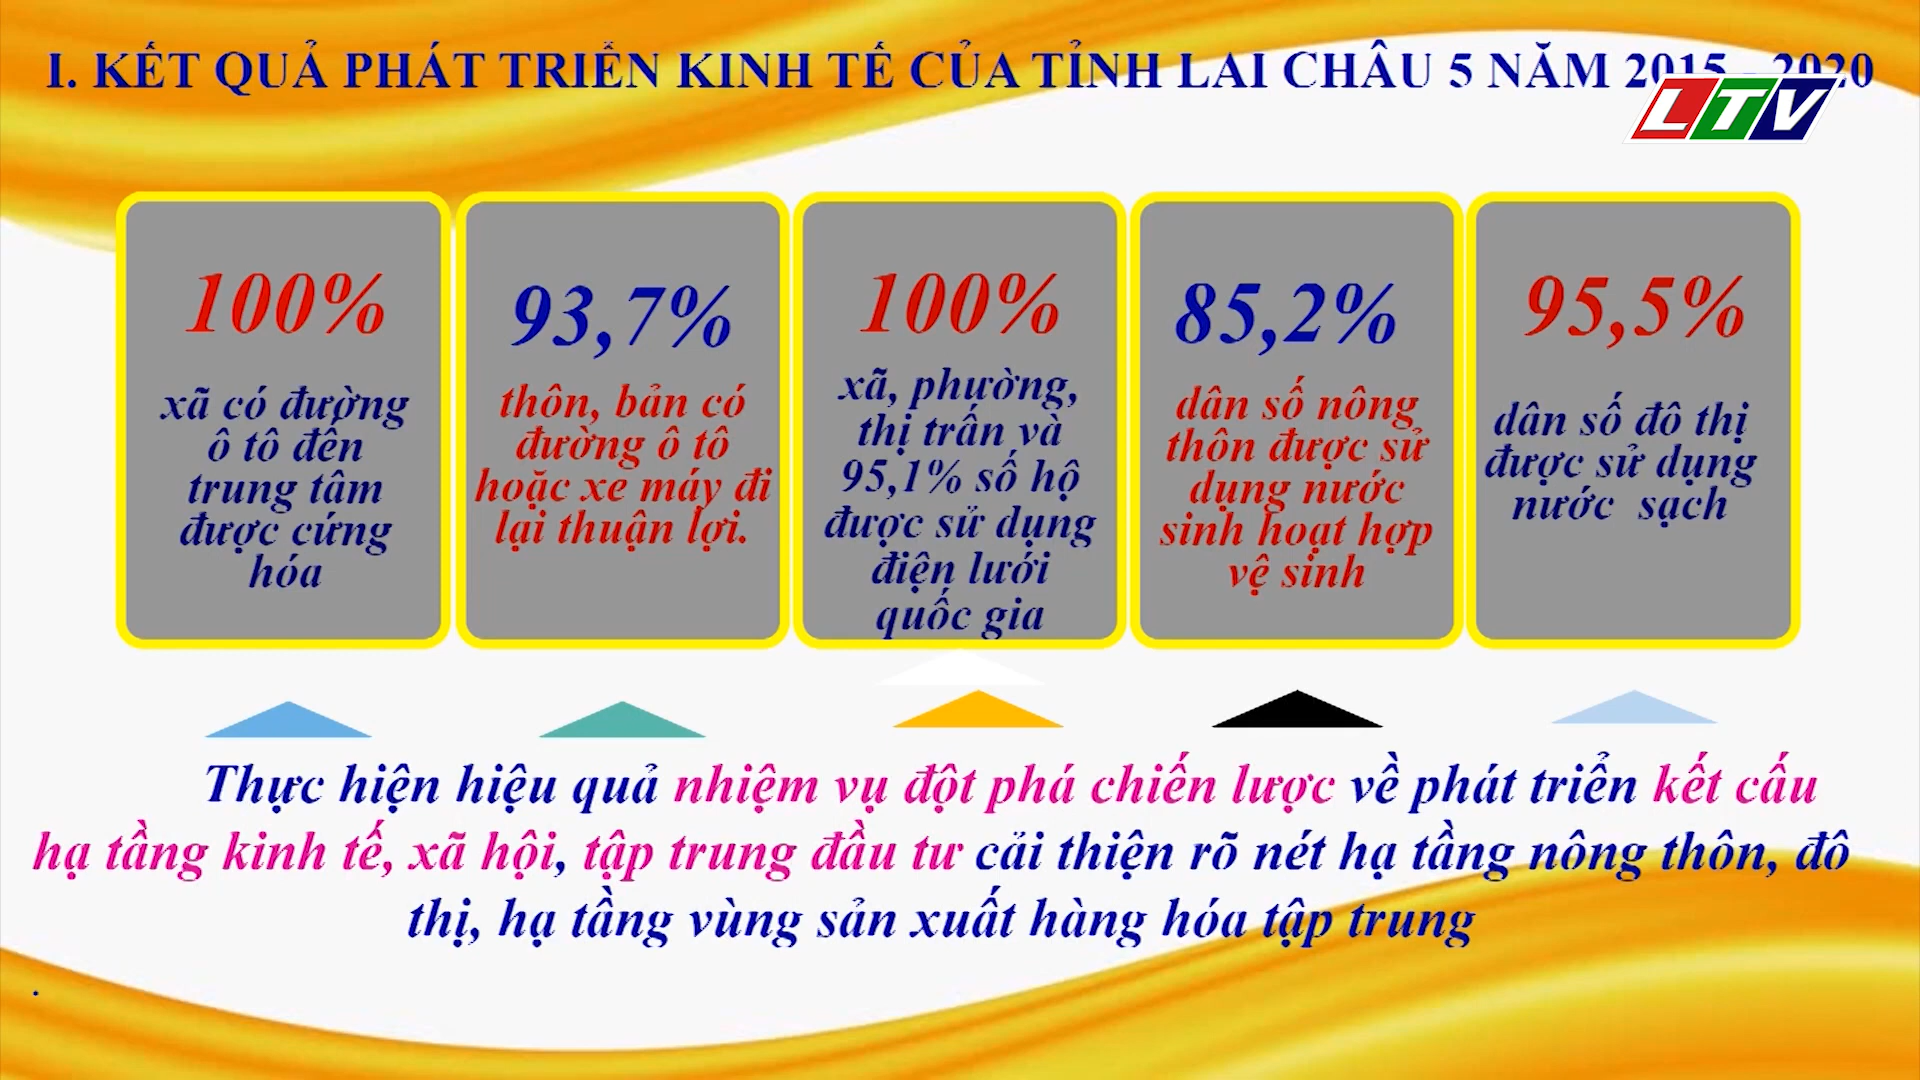 I. KẾT QUẢ PHÁT TRIỂN KINH TẾ CỦA TỈNH LAI CHÂU 5 NĂM 2015 - 2020
LTV
100%
xã có đường
ô tô đến
trung tâm
được cứng
hóa
93,7%
thôn, bản có
đường ô tô
hoặc xe máy đi
lại thuận lợi.
100%
xã, phường,
thị trấn và
95,1% số hộ
được sử dụng
điện lưới
quốc gia
85,2%
dân số nông
thôn được sử
dụng nước
sinh hoạt hợp
vệ sinh
95,5%
dân số đô thị
được sử dụng
nước sạch
Thực hiện hiệu quả nhiệm vụ đột phá chiến lược về phát triển kết cấu
hạ tầng kinh tế, xã hội, tập trung đầu tư cải thiện rõ nét hạ tầng nông thôn, đô
thị, hạ tầng vùng sản xuất hàng hóa tập trung
.